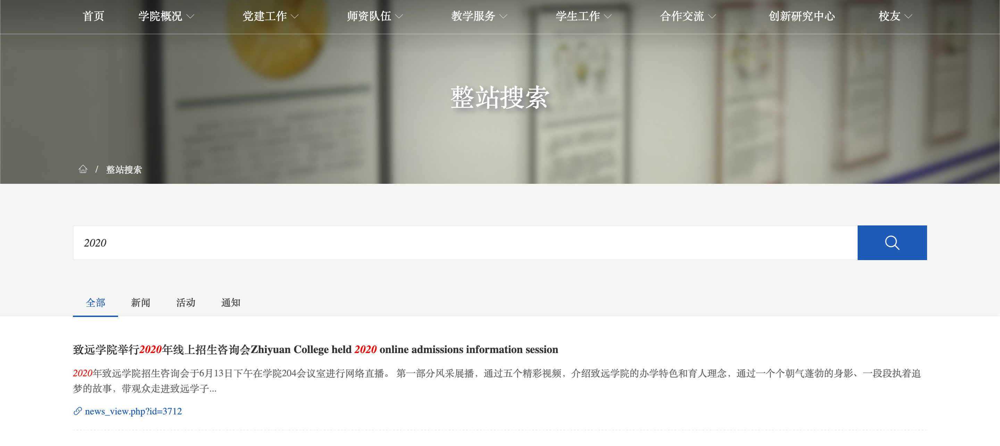 首页 学院概况 党建工作 师资队伍 教学服务 学生工作 合作交流 创新研究中心 校友
整站搜索
/ 整站搜索
2020
全部 新闻 活动 通知
致远学院举行2020年线上招生咨询会Zhiyuan College held 2020 online admissions information session
2020年致远学院招生咨询会于6月13日下午在学院204会议室进行网络直播。 第一部分风采展播，通过五个精彩视频，介绍致远学院的办学特色和育人理念，通过一个个朝气蓬勃的身影、一段段执着追
梦的故事，带观众走进致远学子...
news_view.php?id=3712